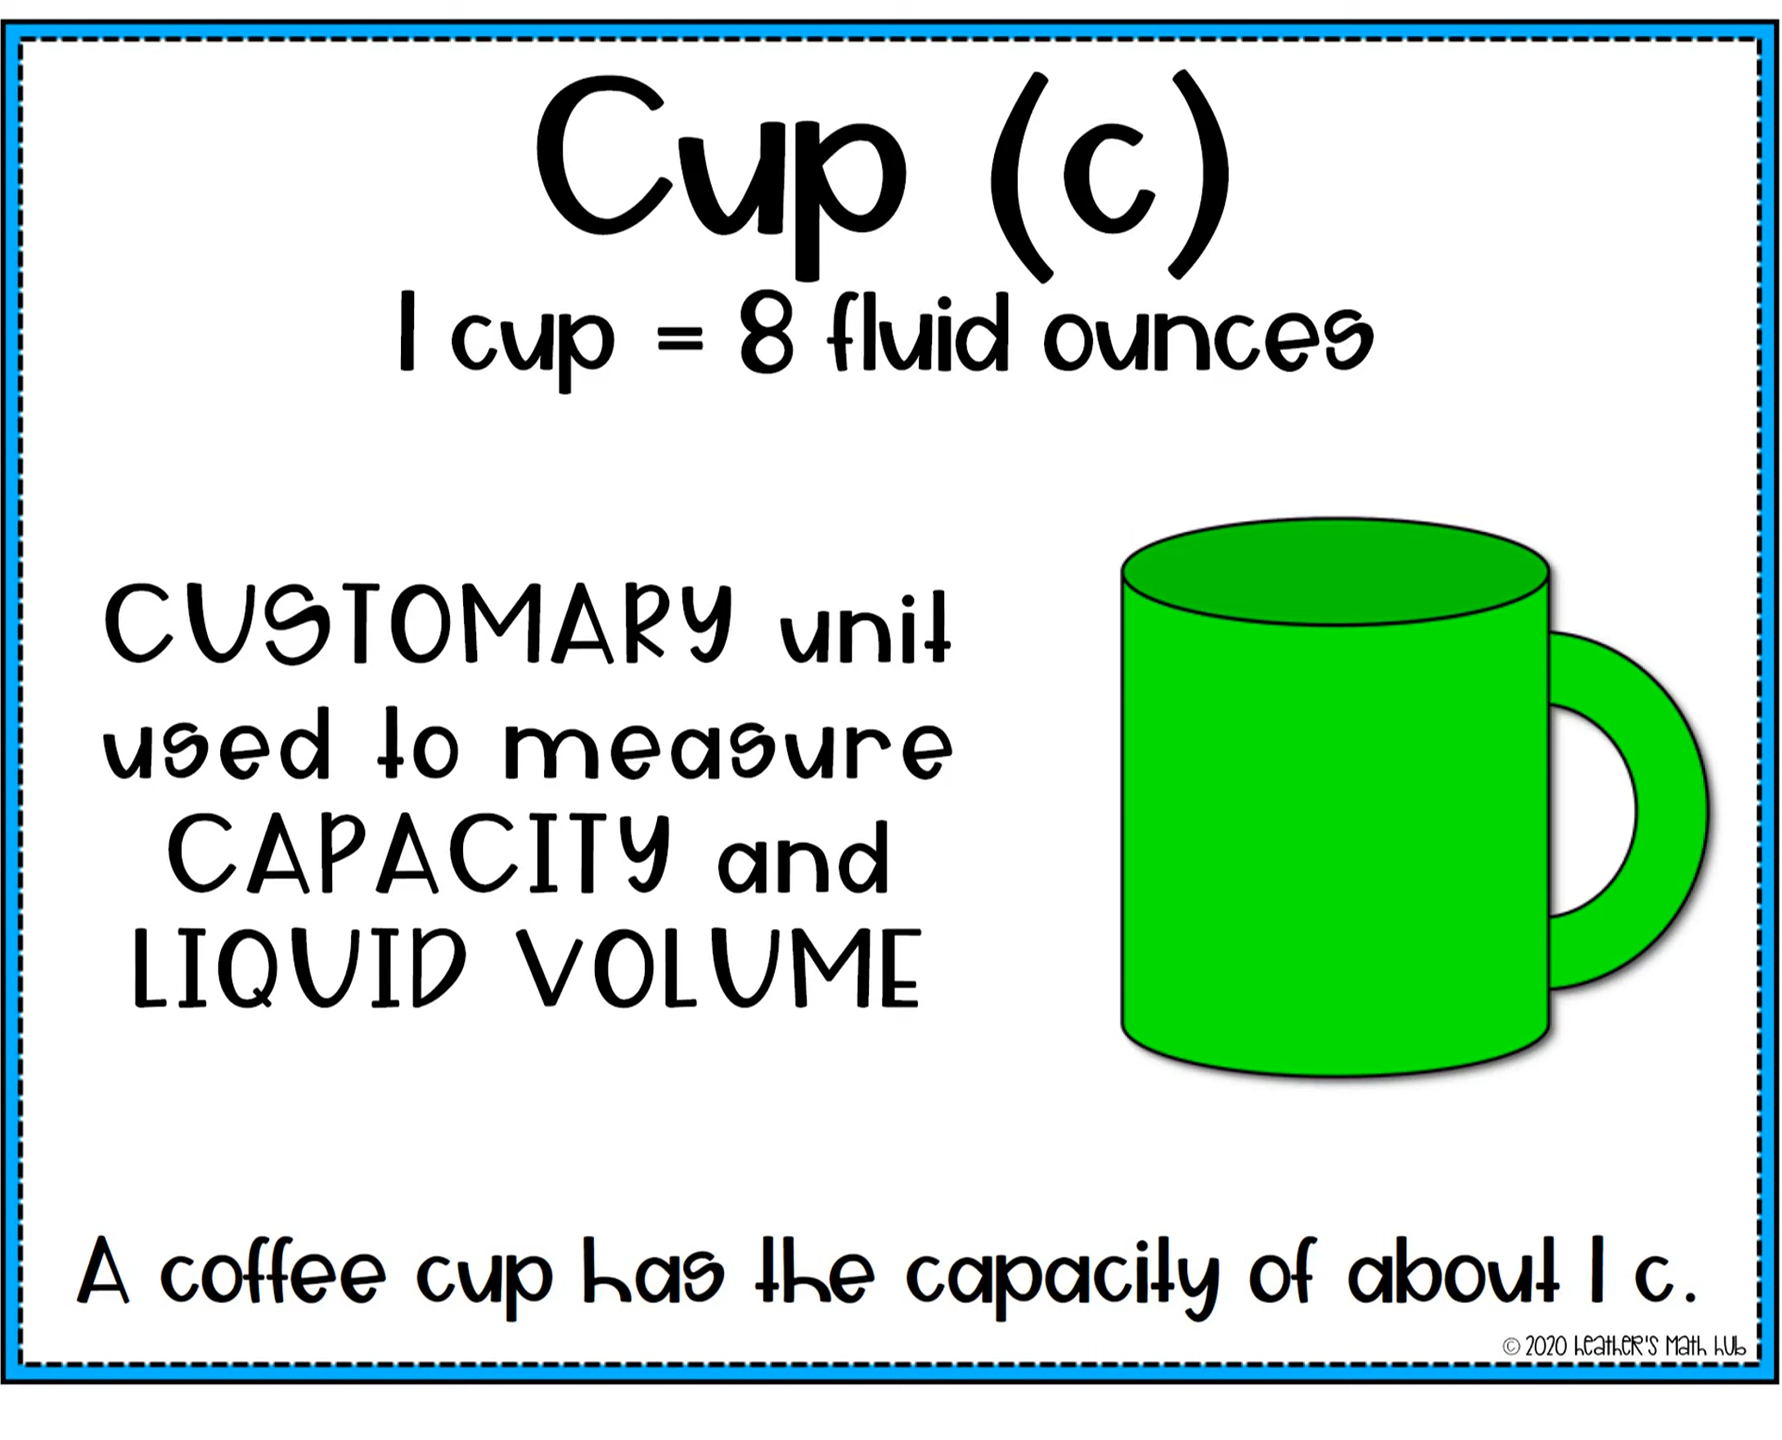 Cup (c)
1 cup = 8 fluid ounces
CUSTOMARY unit
used to measure
CAPACITY and
LIQUID VOLUME
A coffee cup has the capacity of about 1 c.
© 2020 Heather's Math Hub